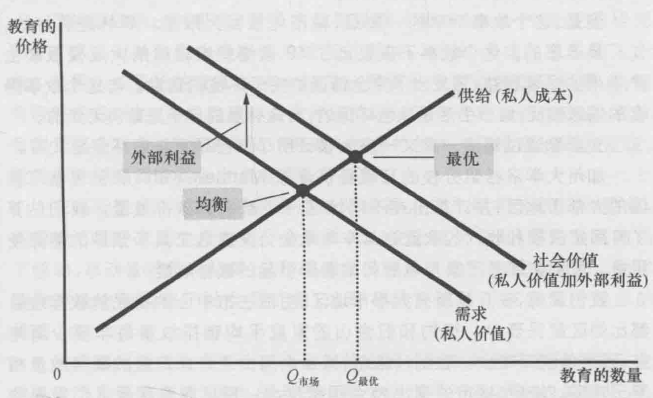 教育的
价格
供给 (私人成本)
外部利益
最优
均衡
社会价值
(私人价值加外部利益)
需求
(私人价值)
0
Q市场
Q最优
教育的数量